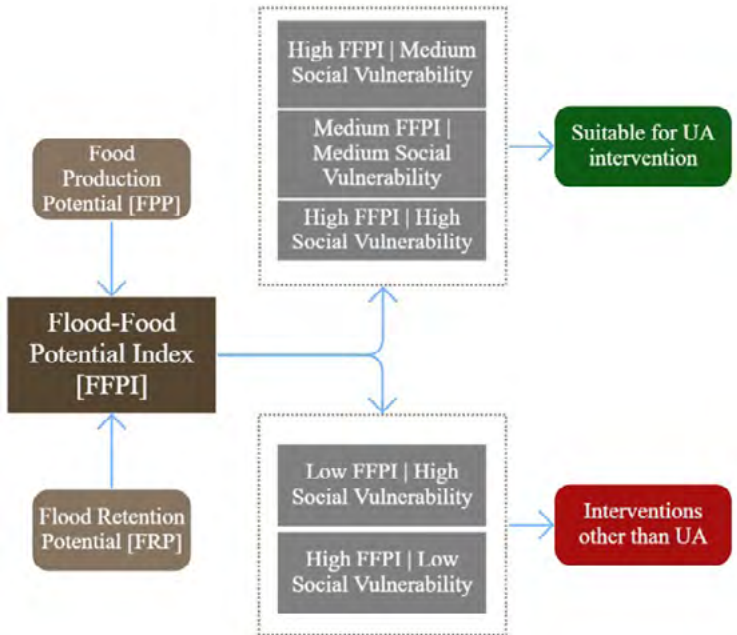 High FFPI | Medium
Social Vulnerability
Medium FFPI |
Medium Social
Vulnerability
High FFPI | High
Social Vulnerability
Suitable for UA
intervention
Food
Production
Potential [FPP]
Flood-Food
Potential Index
[FFPI]
Flood Retention
Potential [FRP]
Low FFPI | High
Social Vulnerability
High FFPI | Low
Social Vulnerability
Interventions
other than UA